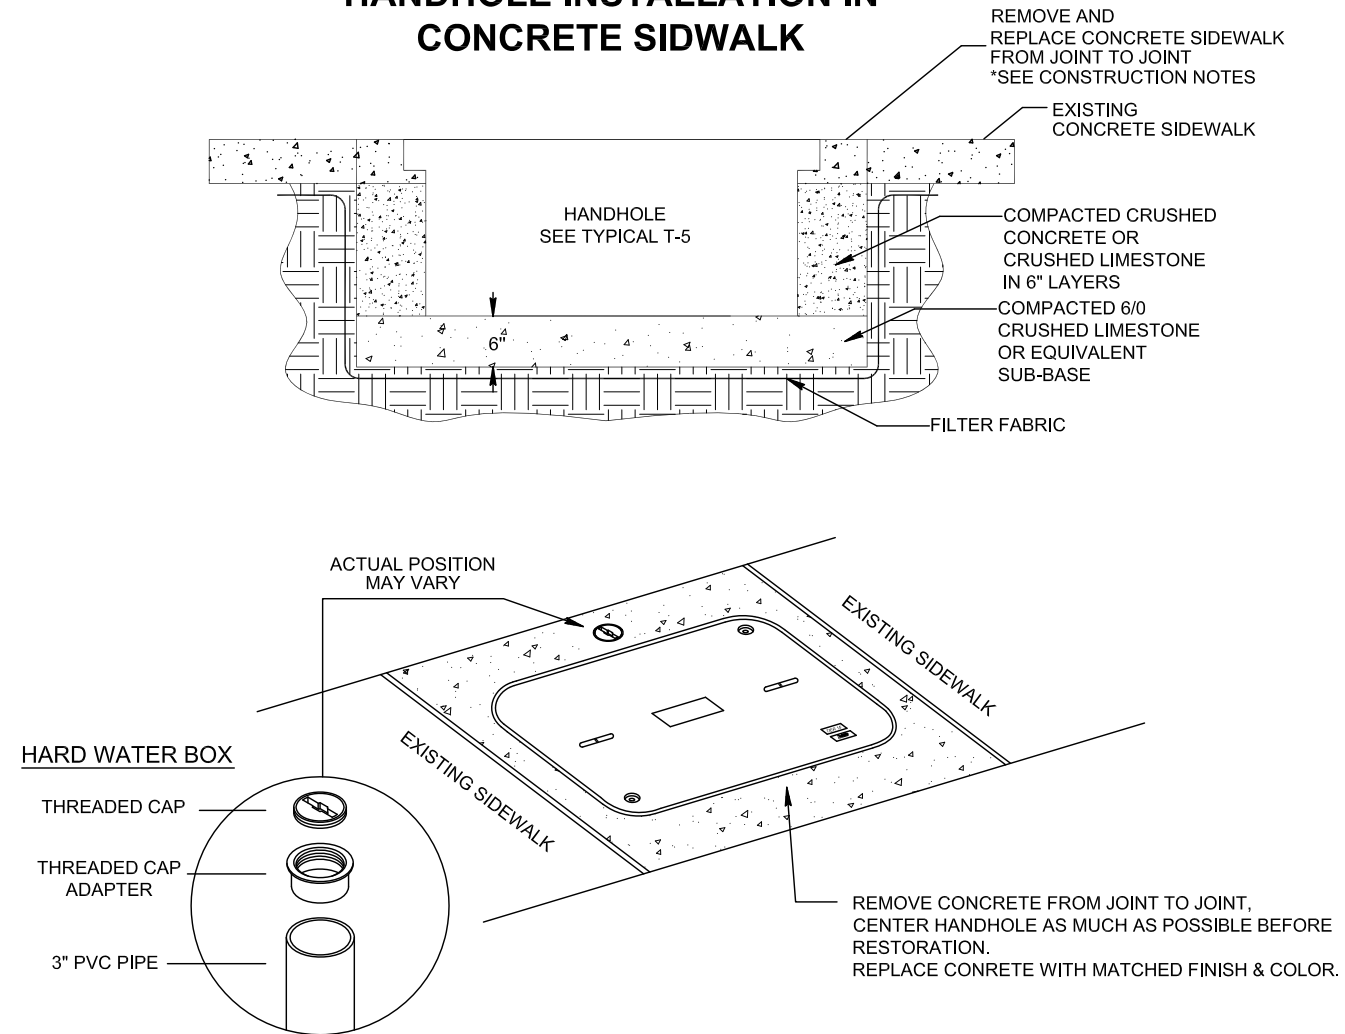 HANDHOLE INSTALLATION IN
CONCRETE SIDWALK
REMOVE AND
REPLACE CONCRETE SIDEWALK
FROM JOINT TO JOINT
*SEE CONSTRUCTION NOTES
EXISTING
CONCRETE SIDEWALK
HANDHOLE
SEE TYPICAL T-5
COMPACTED CRUSHED
CONCRETE OR
CRUSHED LIMESTONE
IN 6" LAYERS
COMPACTED 6/0
CRUSHED LIMESTONE
OR EQUIVALENT
SUB-BASE
6"
FILTER FABRIC
ACTUAL POSITION
MAY VARY
EXISTING SIDEWALK
EXISTING SIDEWALK
HARD WATER BOX
THREADED CAP
THREADED CAP
ADAPTER
3" PVC PIPE
REMOVE CONCRETE FROM JOINT TO JOINT,
CENTER HANDHOLE AS MUCH AS POSSIBLE BEFORE
RESTORATION.
REPLACE CONRETE WITH MATCHED FINISH & COLOR.